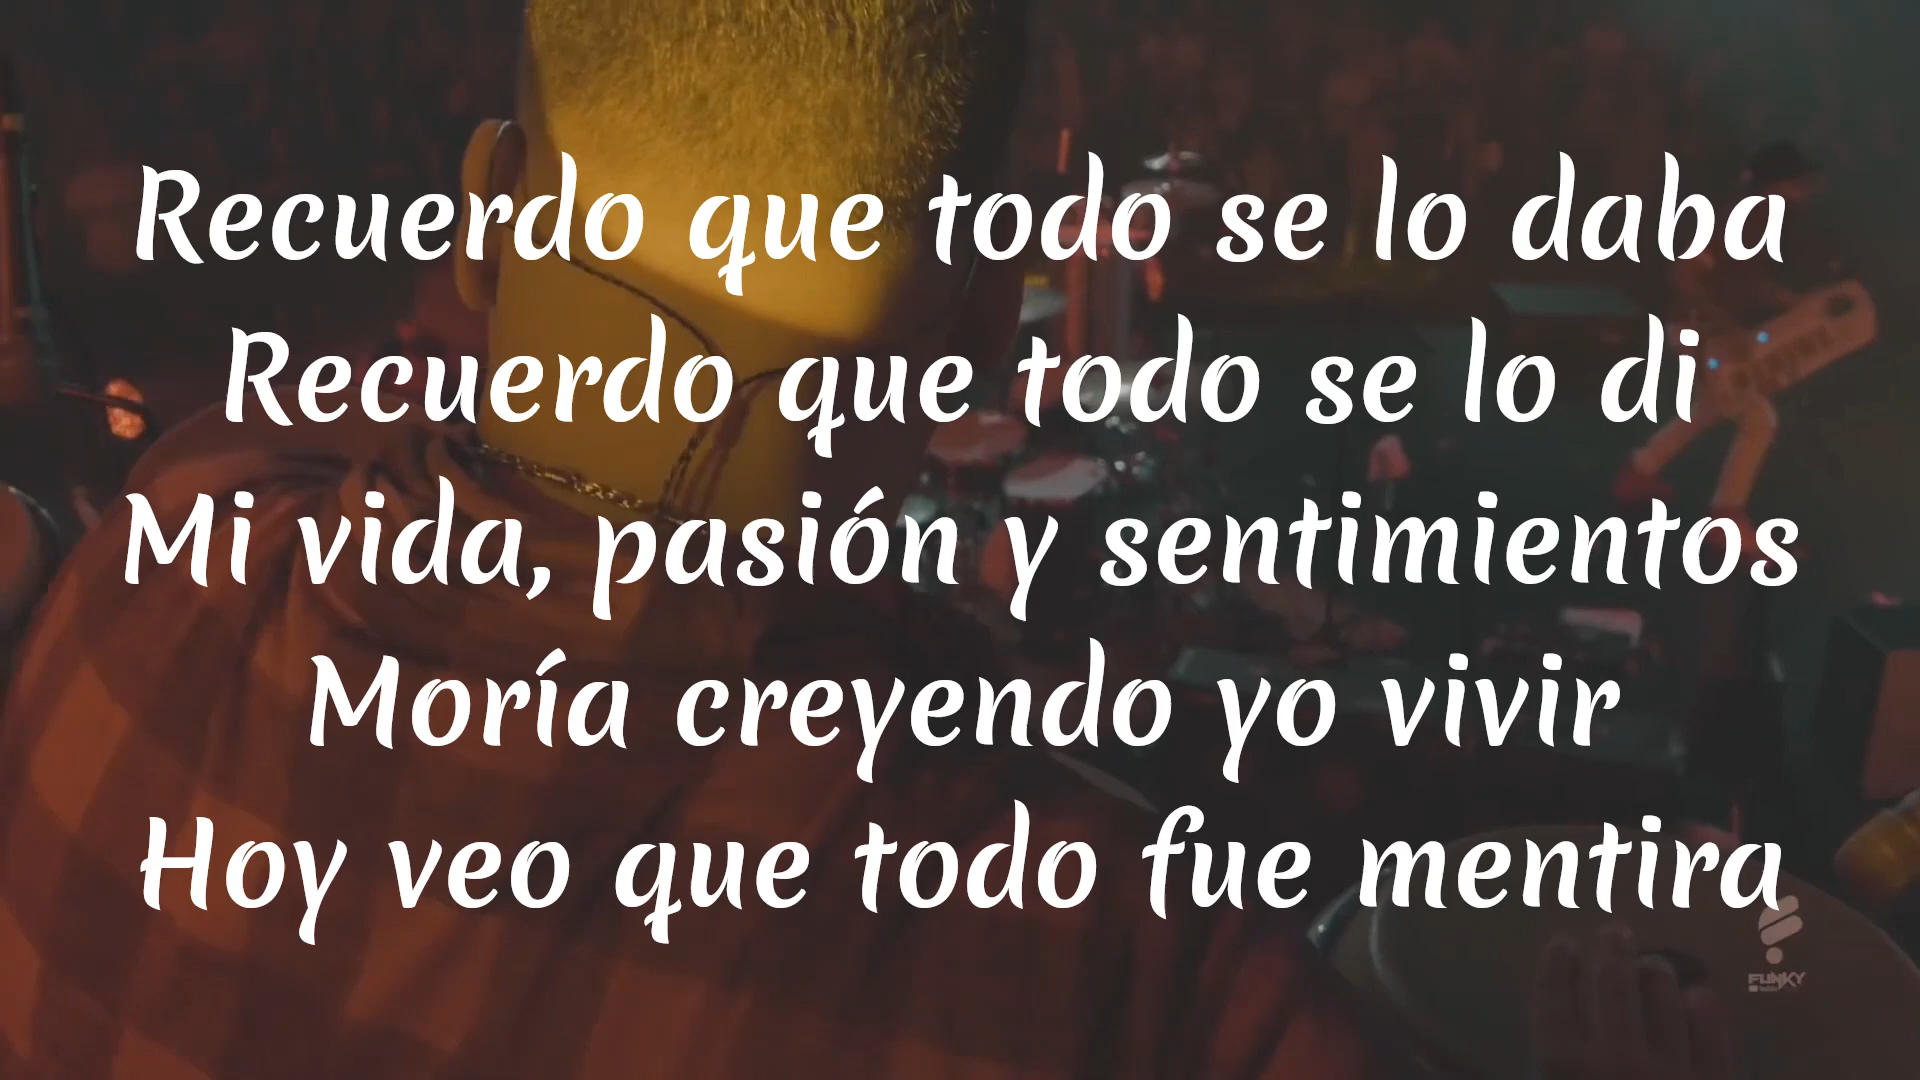 Recuerdo que todo se lo daba
Recuerdo que todo se lo di
Mi vida, pasión y sentimientos
Moría creyendo yo vivir
Hoy veo que todo fue mentira
FUNKY